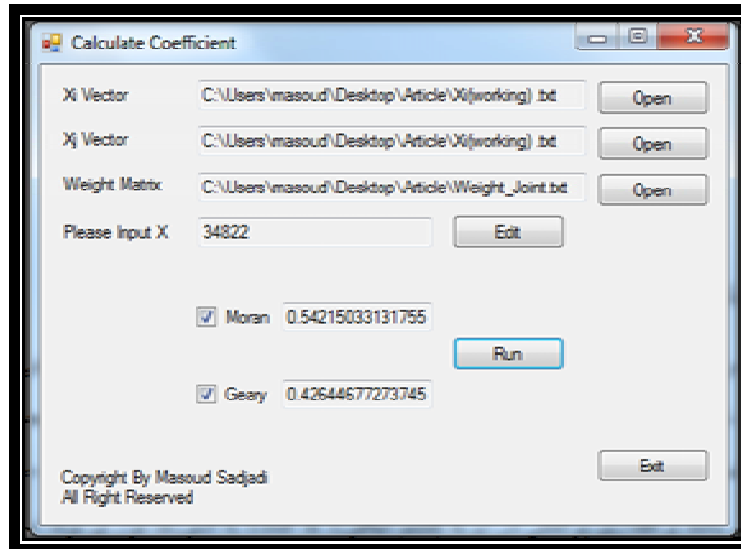 Calculate Coefficient
Xi Vector C:\Users\masoud\Desktop\Article\Xi(working) .txt Open
Xj Vector C:\Users\masoud\Desktop\Article\Xi(working) .txt Open
Weight Matrix C:\Users\masoud\Desktop\Article\Weight_Joint.txt Open
Please Input X 34822 Edit
Moran 0.54215033131755
Run
Geary 0.42644677273745
Exit
Copyright By Masoud Sadjadi
All Right Reserved